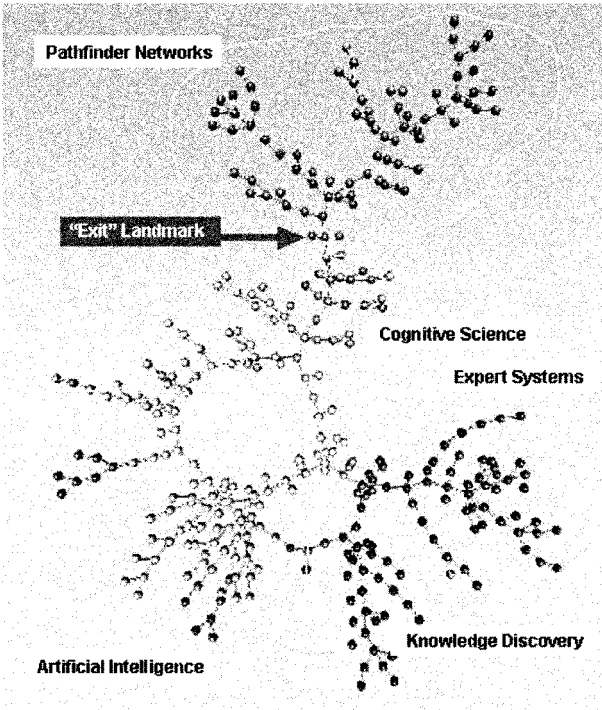 Pathfinder Networks
"Exit" Landmark
Cognitive Science
Expert Systems
Knowledge Discovery
Artificial Intelligence